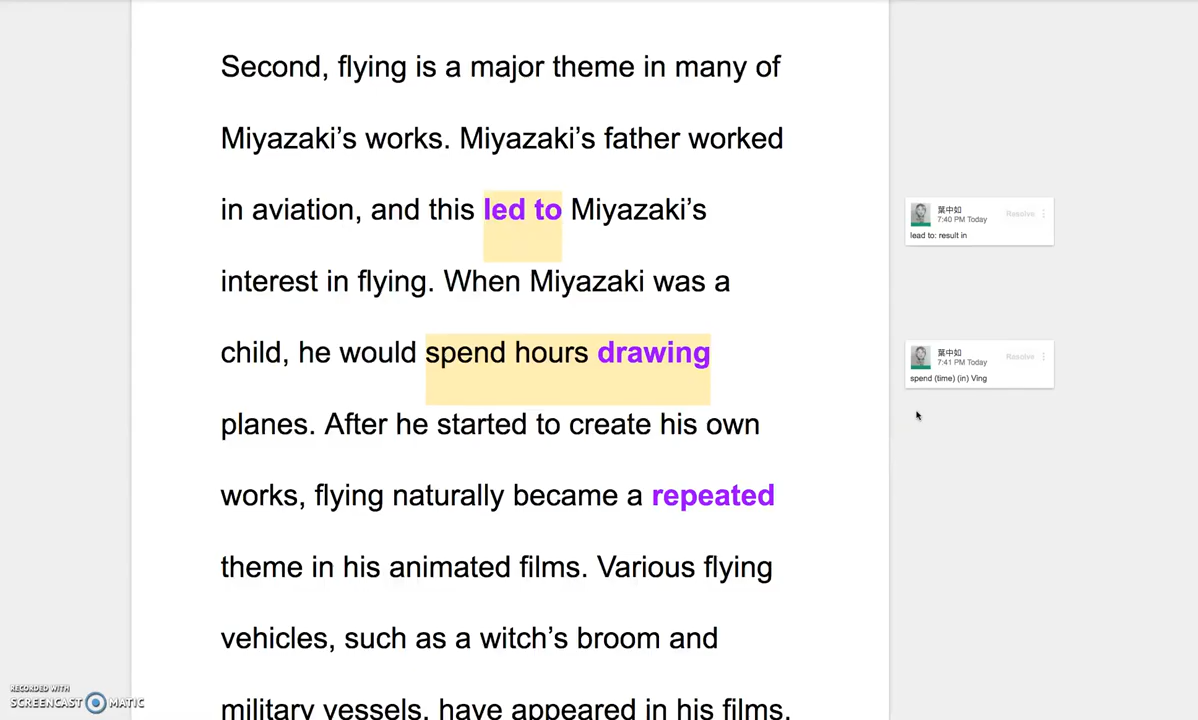 Second, flying is a major theme in many of
Miyazaki’s works. Miyazaki’s father worked
in aviation, and this led to Miyazaki’s
葉中如
7:40 PM Today
Resolve
lead to: result in
interest in flying. When Miyazaki was a
child, he would spend hours drawing
葉中如
7:41 PM Today
Resolve
spend (time) (in) Ving
planes. After he started to create his own
works, flying naturally became a repeated
theme in his animated films. Various flying
vehicles, such as a witch’s broom and
military vessels, have appeared in his films.
RECORDED WITH
SCREENCAST MATIC